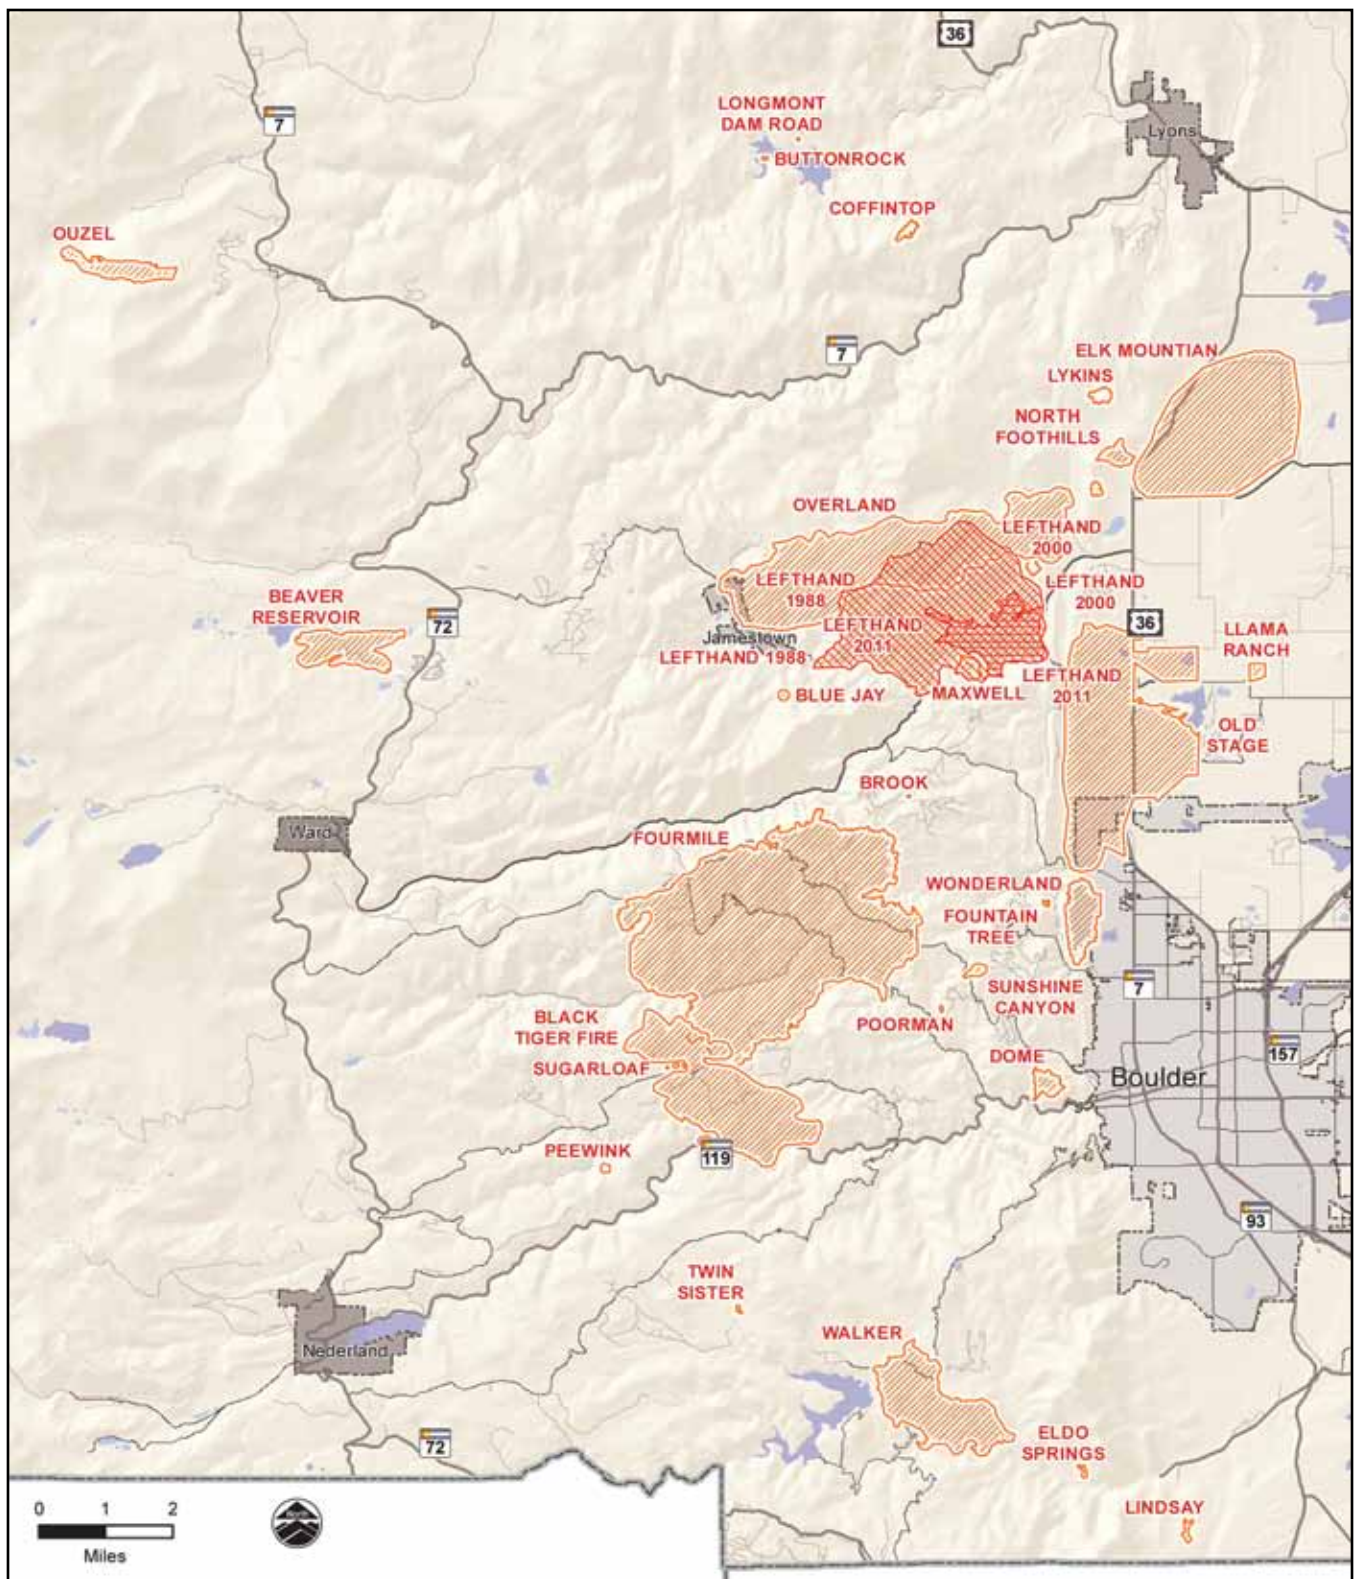 36
LONGMONT
DAM ROAD
7
Lyons
BUTTONROCK
COFFINTOP
OUZEL
7
ELK MOUNTIAN
LYKINS
NORTH
FOOTHILLS
OVERLAND
LEFTHAND
2000
LEFTHAND
1988
LEFTHAND
2000
BEAVER
RESERVOIR
72
36
LEFTHAND
2011
Jamestown
LLAMA
RANCH
LEFTHAND 1988
LEFTHAND
2011
BLUE JAY
MAXWELL
OLD
STAGE
BROOK
Ward
FOURMILE
WONDERLAND
FOUNTAIN
TREE
SUNSHINE
CANYON
7
BLACK
TIGER FIRE
POORMAN
157
SUGARLOAF
DOME
Boulder
PEEWINK
119
93
TWIN
SISTER
WALKER
Nederland
72
ELDO
SPRINGS
LINDSAY
0 1 2
Miles
North